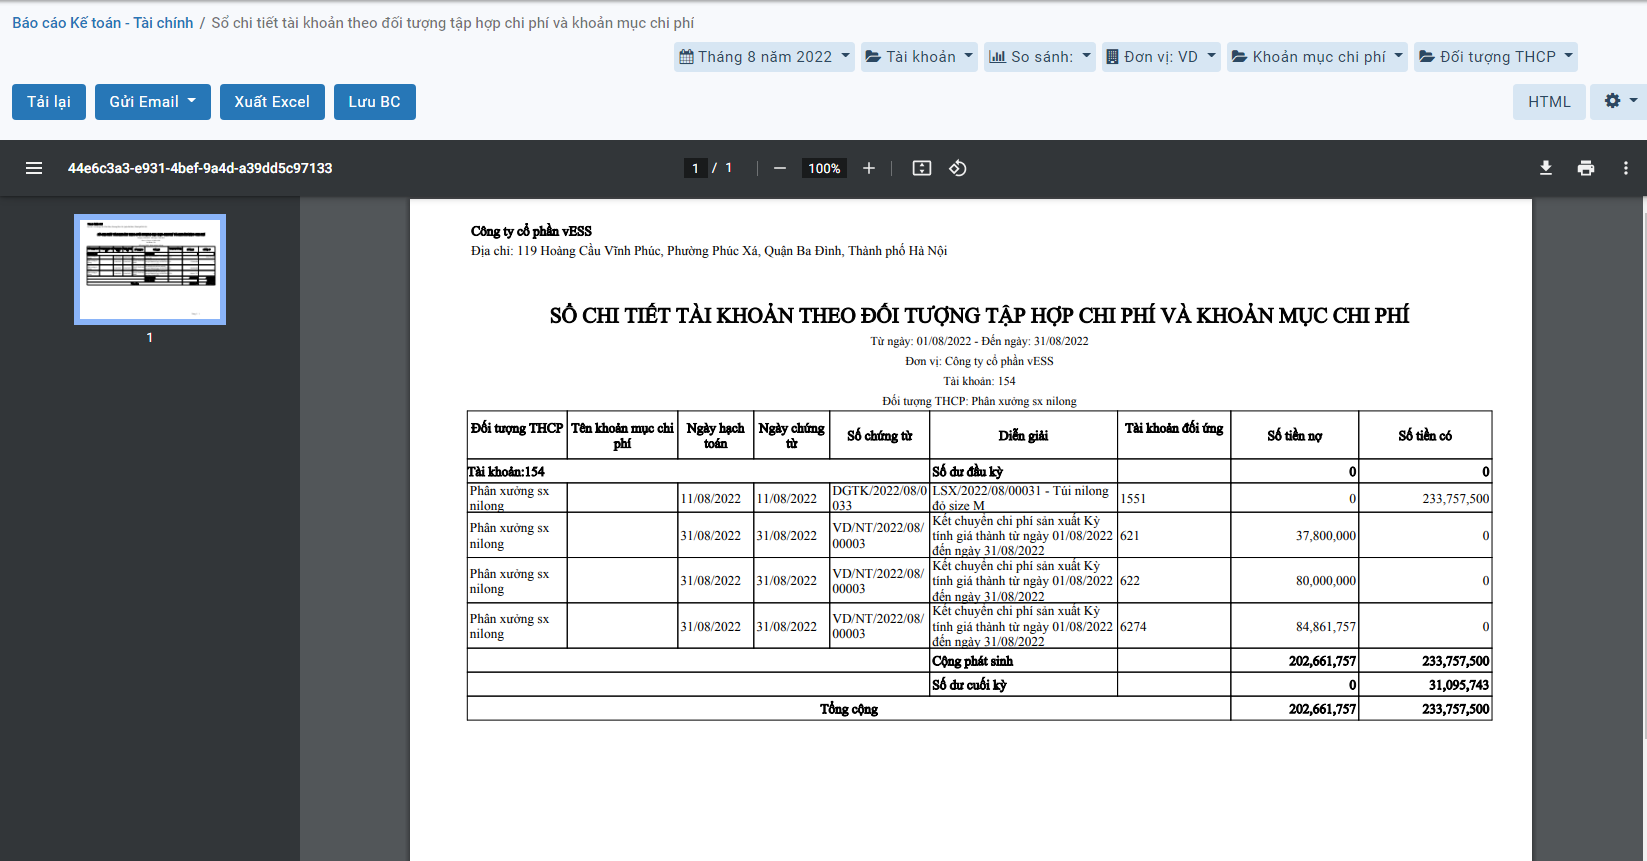 Báo cáo Kế toán - Tài chính / Sổ chi tiết tài khoản theo đối tượng tập hợp chi phí và khoản mục chi phí
Tháng 8 năm 2022 Tài khoản So sánh: Đơn vị: VD Khoản mục chi phí Đối tượng THCP
Tải lại Gửi Email Xuất Excel Lưu BC HTML
44e6c3a3-e931-4bef-9a4d-a39dd5c97133 1 / 1 100%
1
Công ty cổ phần vESS
Địa chỉ: 119 Hoàng Cầu Vĩnh Phúc, Phường Phúc Xá, Quận Ba Đình, Thành phố Hà Nội
SỔ CHI TIẾT TÀI KHOẢN THEO ĐỐI TƯỢNG TẬP HỢP CHI PHÍ VÀ KHOẢN MỤC CHI PHÍ
Từ ngày: 01/08/2022 - Đến ngày: 31/08/2022
Đơn vị: Công ty cổ phần vESS
Tài khoản: 154
Đối tượng THCP: Phân xưởng sx nilong
Đối tượng THCP Tên khoản mục chi phí Ngày hạch toán Ngày chứng từ Số chứng từ Diễn giải Tài khoản đối ứng Số tiền nợ Số tiền có
Tài khoản:154 Số dư đầu kỳ 0 0
Phân xưởng sx nilong 11/08/2022 11/08/2022 DGTK/2022/08/0033 LSX/2022/08/00031 - Túi nilong đỏ size M 1551 0 233,757,500
Phân xưởng sx nilong 31/08/2022 31/08/2022 VD/NT/2022/08/00003 Kết chuyển chi phí sản xuất Kỳ tính giá thành từ ngày 01/08/2022 đến ngày 31/08/2022 621 37,800,000 0
Phân xưởng sx nilong 31/08/2022 31/08/2022 VD/NT/2022/08/00003 Kết chuyển chi phí sản xuất Kỳ tính giá thành từ ngày 01/08/2022 đến ngày 31/08/2022 622 80,000,000 0
Phân xưởng sx nilong 31/08/2022 31/08/2022 VD/NT/2022/08/00003 Kết chuyển chi phí sản xuất Kỳ tính giá thành từ ngày 01/08/2022 đến ngày 31/08/2022 6274 84,861,757 0
Cộng phát sinh 202,661,757 233,757,500
Số dư cuối kỳ 0 31,095,743
Tổng cộng 202,661,757 233,757,500